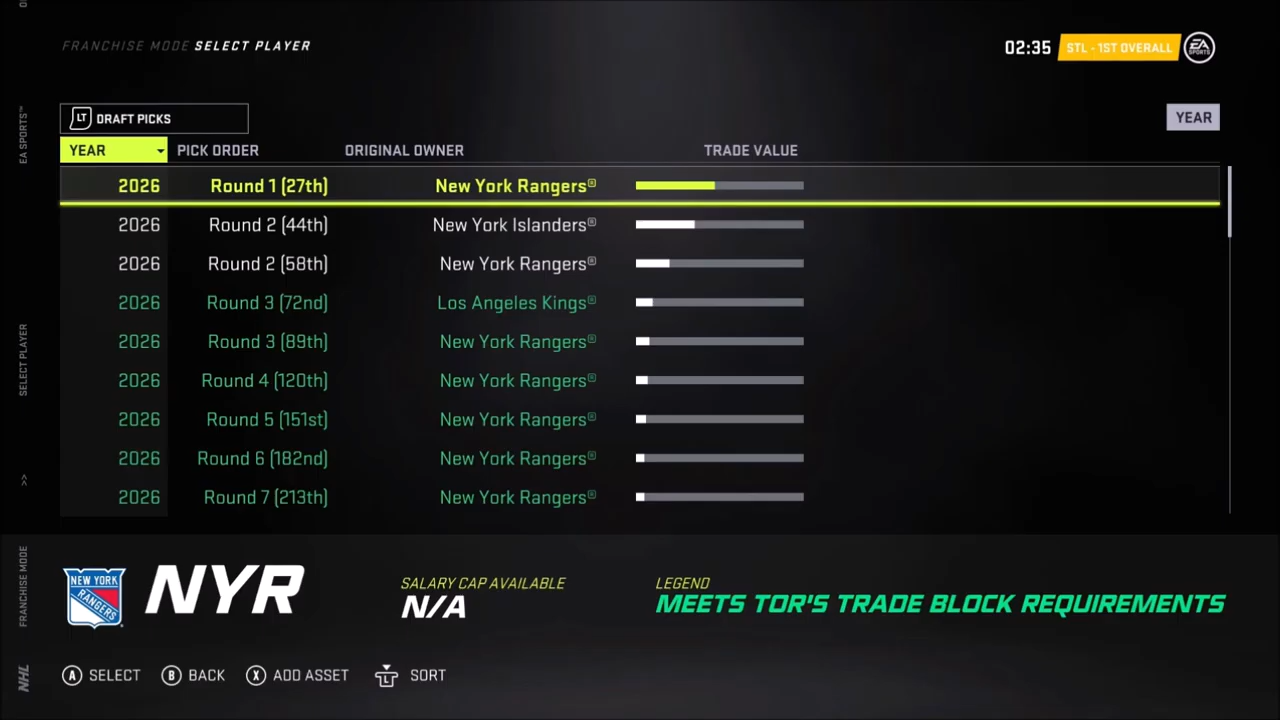 FRANCHISE MODE SELECT PLAYER
02:35 STL - 1ST OVERALL EA SPORTS
LT DRAFT PICKS
YEAR
YEAR PICK ORDER ORIGINAL OWNER TRADE VALUE
2026 Round 1 (27th) New York Rangers®
2026 Round 2 (44th) New York Islanders®
2026 Round 2 (58th) New York Rangers®
2026 Round 3 (72nd) Los Angeles Kings®
2026 Round 3 (89th) New York Rangers®
2026 Round 4 (120th) New York Rangers®
2026 Round 5 (151st) New York Rangers®
2026 Round 6 (182nd) New York Rangers®
2026 Round 7 (213th) New York Rangers®
EA SPORTS™
SELECT PLAYER
>>
FRANCHISE MODE
NHL
NEW YORK
RANGERS
NYR
SALARY CAP AVAILABLE
N/A
LEGEND
MEETS TOR'S TRADE BLOCK REQUIREMENTS
A SELECT B BACK X ADD ASSET L SORT